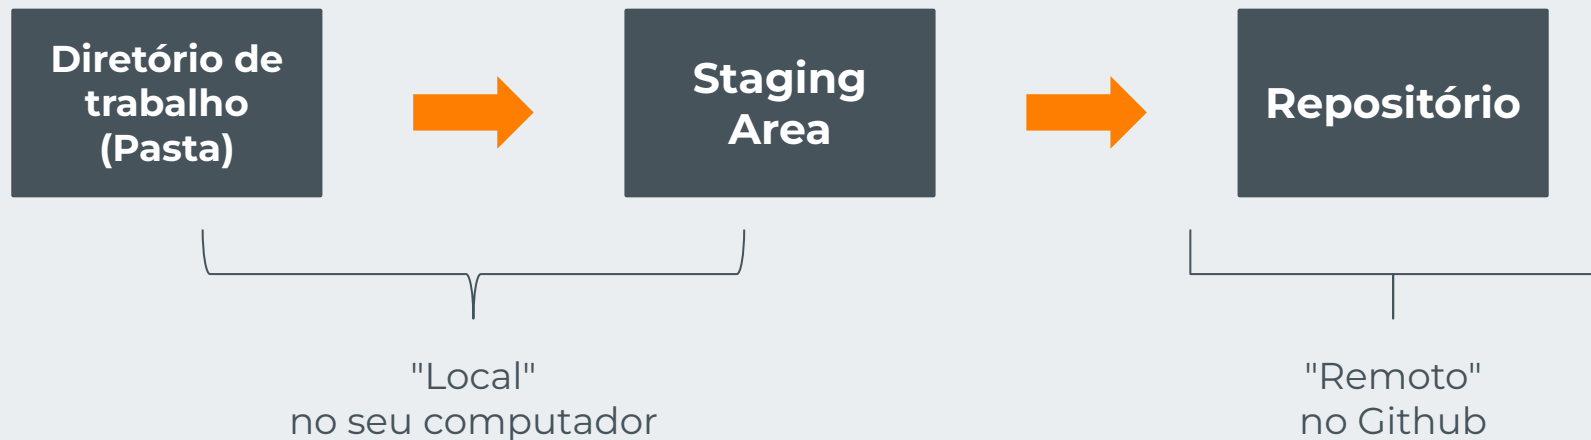 Diretório de
trabalho
(Pasta)
Staging
Area
Repositório
"Local"
no seu computador
"Remoto"
no Github